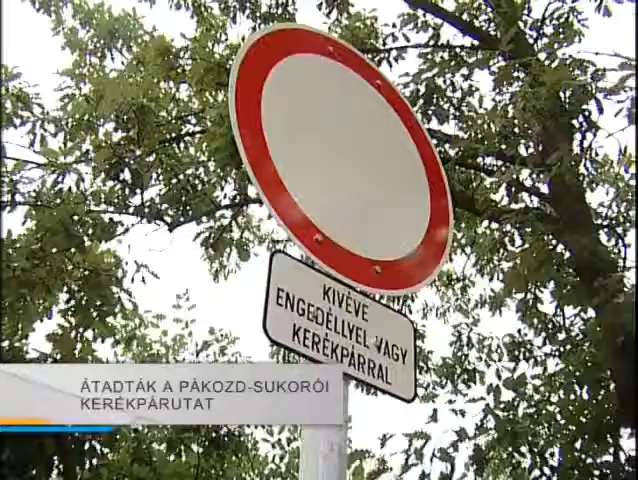 KIVÉVE
ENGEDÉLLYEL VAGY
KERÉKPÁRRAL
ÁTADTÁK A PÁKOZD-SUKORÓI
KERÉKPÁRUTAT